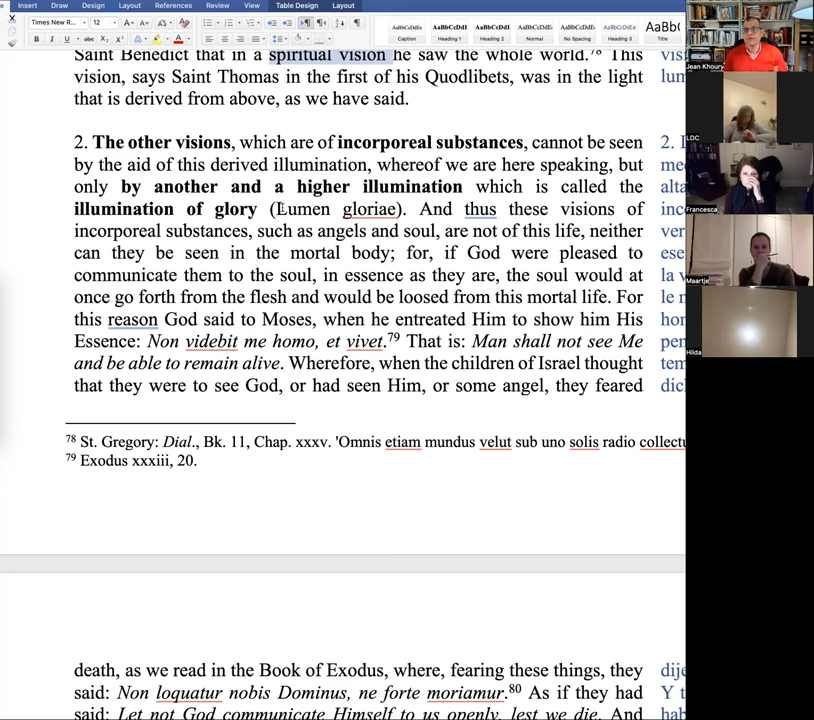 Insert Draw Design Layout References Review View Table Design Layout
Times New R... 12
Caption Heading 1 Heading 2 Normal No Spacing Heading 3 Title
Saint Benedict that in a spiritual vision he saw the whole world.78 This
vision, says Saint Thomas in the first of his Quodlibets, was in the light
that is derived from above, as we have said.
2. The other visions, which are of incorporeal substances, cannot be seen
by the aid of this derived illumination, whereof we are here speaking, but
only by another and a higher illumination which is called the
illumination of glory (Lumen gloriae). And thus these visions of
incorporeal substances, such as angels and soul, are not of this life, neither
can they be seen in the mortal body; for, if God were pleased to
communicate them to the soul, in essence as they are, the soul would at
once go forth from the flesh and would be loosed from this mortal life. For
this reason God said to Moses, when he entreated Him to show him His
Essence: Non videbit me homo, et vivet.79 That is: Man shall not see Me
and be able to remain alive. Wherefore, when the children of Israel thought
that they were to see God, or had seen Him, or some angel, they feared
78 St. Gregory: Dial., Bk. 11, Chap. xxxv. 'Omnis etiam mundus velut sub uno solis radio collectu
79 Exodus xxxiii, 20.
death, as we read in the Book of Exodus, where, fearing these things, they
said: Non loquatur nobis Dominus, ne forte moriamur.80 As if they had
said: Let not God communicate Himself to us openly, lest we die. And
visi
lum
2. I
me
alta
inc
ver
ese
la v
le n
hor
pen
tem
dic
dije
Y t
hab
Jean Khoury
LDC
Francesca
Maartje
Hilda